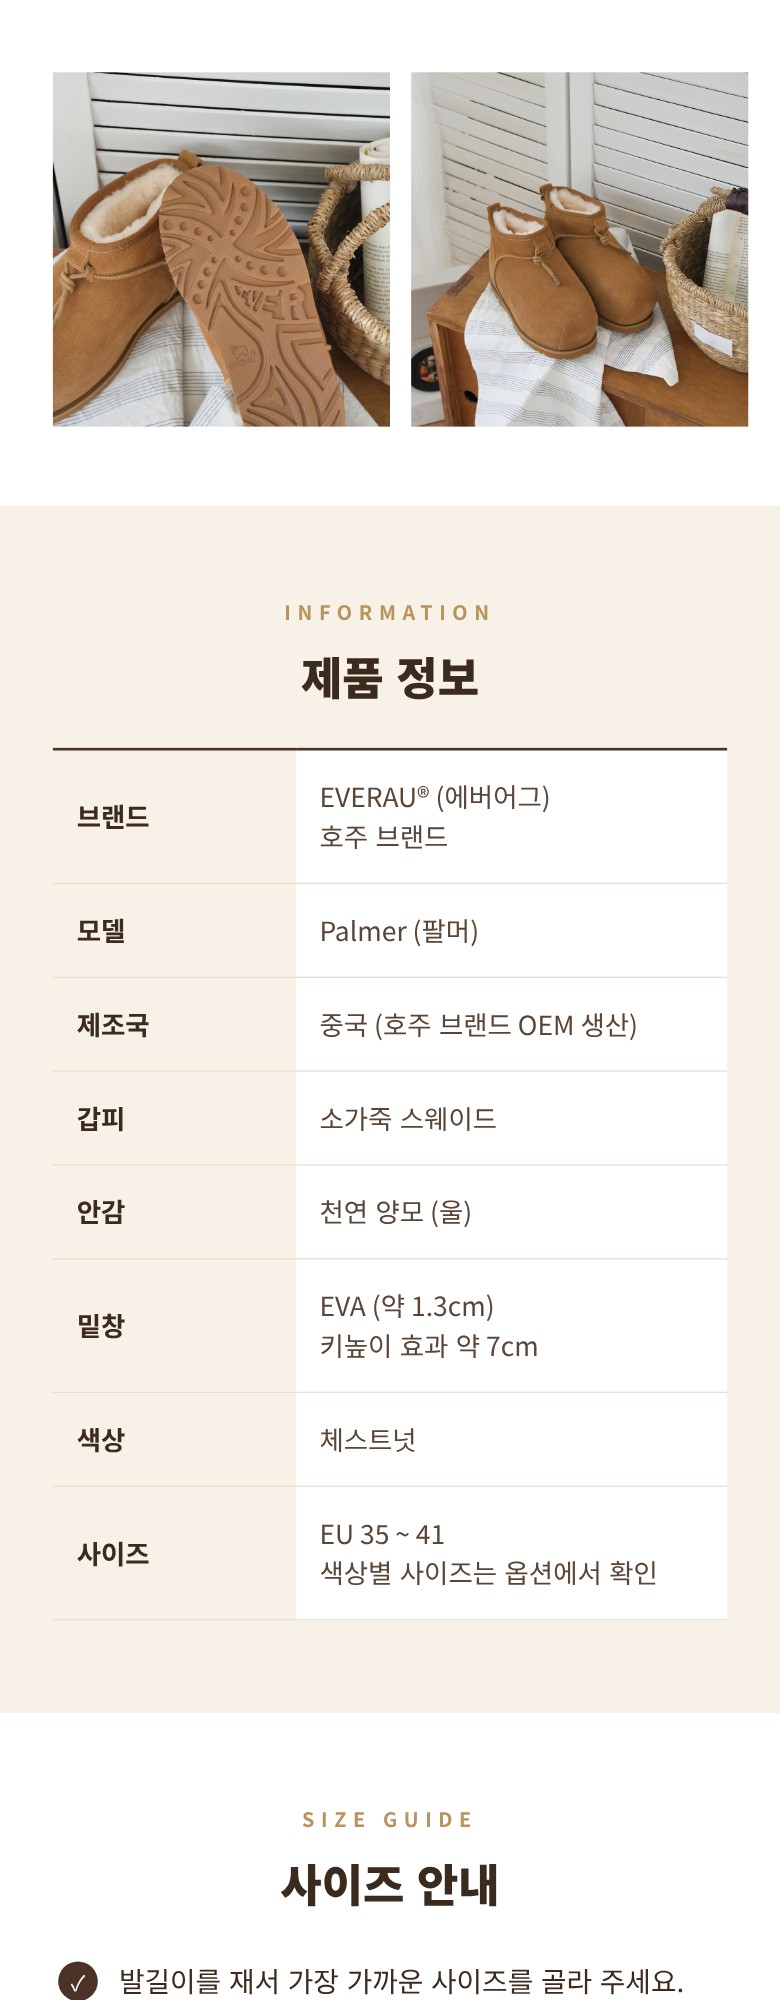 INFORMATION
제품 정보
브랜드
EVERAU® (에버어그)
호주 브랜드
모델
Palmer (팔머)
제조국
중국 (호주 브랜드 OEM 생산)
갑피
소가죽 스웨이드
안감
천연 양모 (울)
밑창
EVA (약 1.3cm)
키높이 효과 약 7cm
색상
체스트넛
사이즈
EU 35 ~ 41
색상별 사이즈는 옵션에서 확인
SIZE GUIDE
사이즈 안내
발길이를 재서 가장 가까운 사이즈를 골라 주세요.